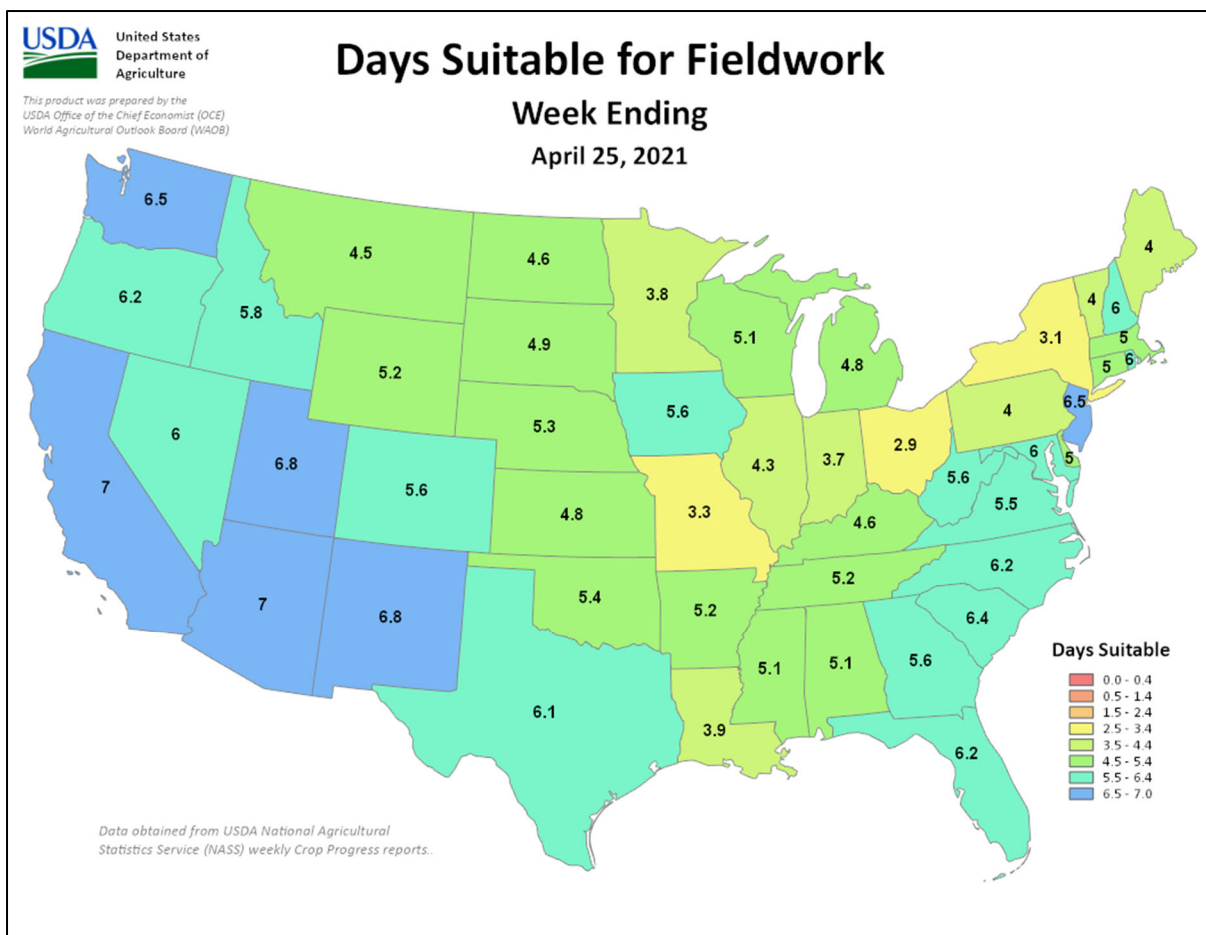 USDA
United States
Department of
Agriculture
This product was prepared by the
USDA Office of the Chief Economist (OCE)
World Agricultural Outlook Board (WAOB)
Days Suitable for Fieldwork
Week Ending
April 25, 2021
6.5
4.5
4.6
3.8
4
6.2
5.8
5.1
4
6
3.1
4.9
4.8
5
5
6
5.2
5.3
5.6
4
6.5
6
6.8
4.3
3.7
2.9
6
5
5.6
5.6
7
4.8
3.3
4.6
5.5
5.2
6.2
7
6.8
5.4
5.2
6.4
5.1
5.1
5.6
6.1
3.9
6.2
Days Suitable
0.0 - 0.4
0.5 - 1.4
1.5 - 2.4
2.5 - 3.4
3.5 - 4.4
4.5 - 5.4
5.5 - 6.4
6.5 - 7.0
Data obtained from USDA National Agricultural
Statistics Service (NASS) weekly Crop Progress reports..